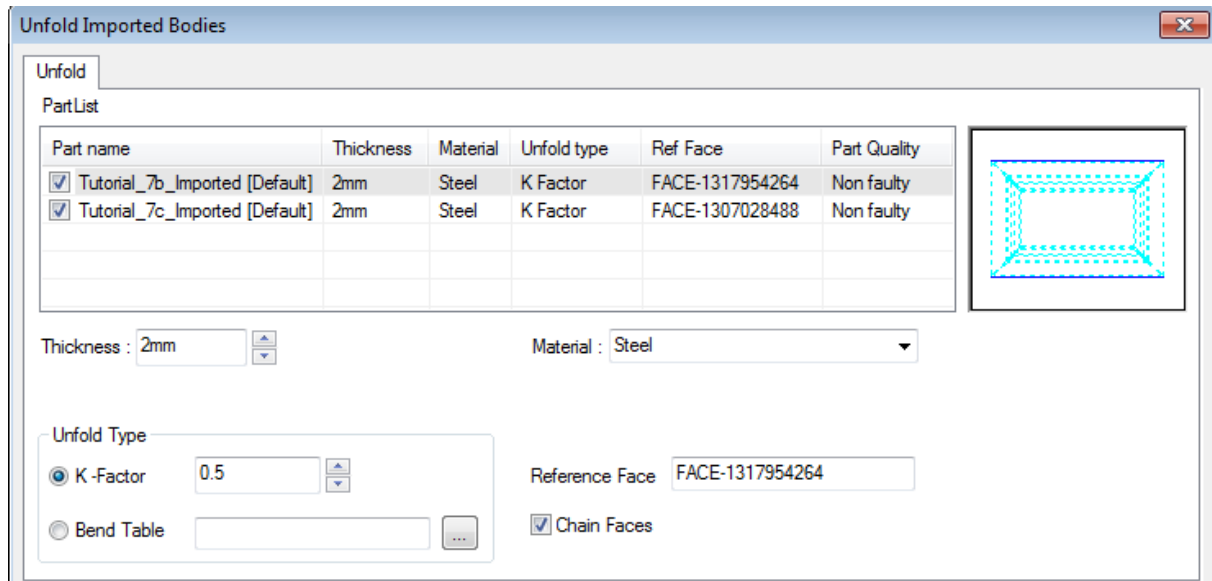 Unfold Imported Bodies
Unfold
PartList
Part name Thickness Material Unfold type Ref Face Part Quality
Tutorial_7b_Imported [Default] 2mm Steel K Factor FACE-1317954264 Non faulty
Tutorial_7c_Imported [Default] 2mm Steel K Factor FACE-1307028488 Non faulty
Thickness : 2mm Material : Steel
Unfold Type
K -Factor 0.5 Reference Face FACE-1317954264
Bend Table ... Chain Faces